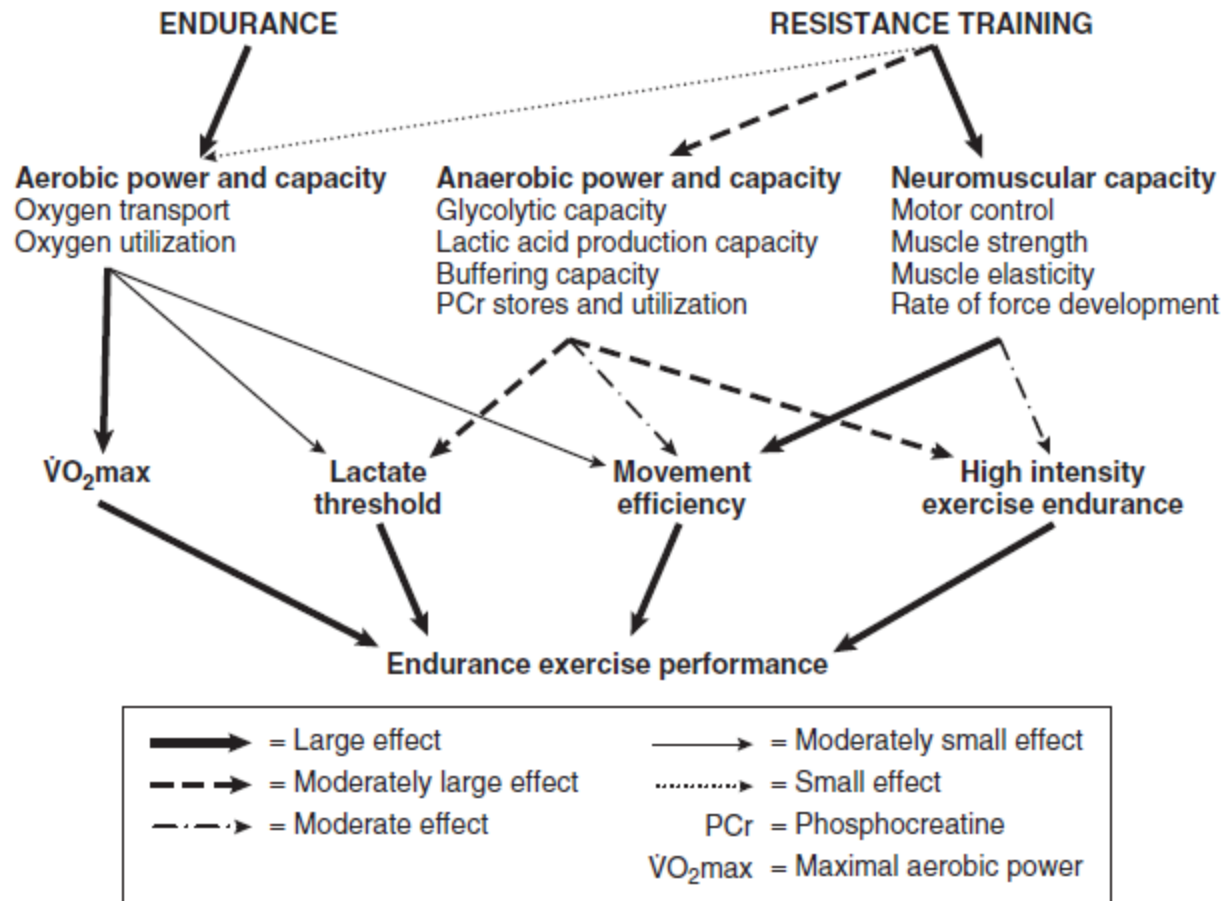 ENDURANCE
RESISTANCE TRAINING
Aerobic power and capacity
Oxygen transport
Oxygen utilization
Anaerobic power and capacity
Glycolytic capacity
Lactic acid production capacity
Buffering capacity
PCr stores and utilization
Neuromuscular capacity
Motor control
Muscle strength
Muscle elasticity
Rate of force development
V̇O₂max
Lactate
threshold
Movement
efficiency
High intensity
exercise endurance
Endurance exercise performance
= Large effect
= Moderately large effect
= Moderate effect
= Moderately small effect
= Small effect
PCr = Phosphocreatine
V̇O₂max = Maximal aerobic power